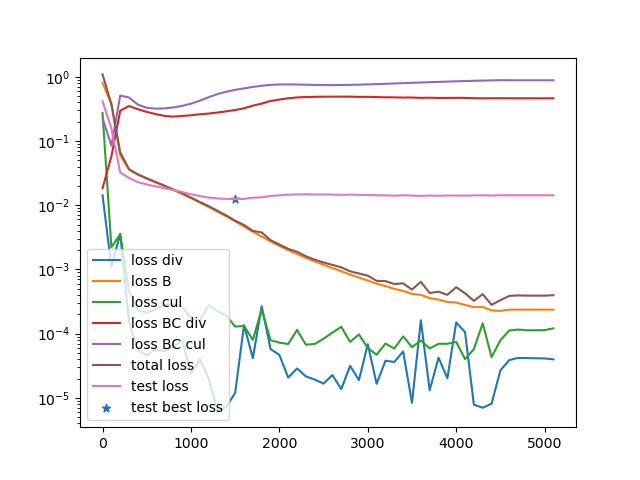 10⁰
10⁻¹
10⁻²
10⁻³
10⁻⁴
10⁻⁵
loss div
loss B
loss cul
loss BC div
loss BC cul
total loss
test loss
test best loss
0 1000 2000 3000 4000 5000